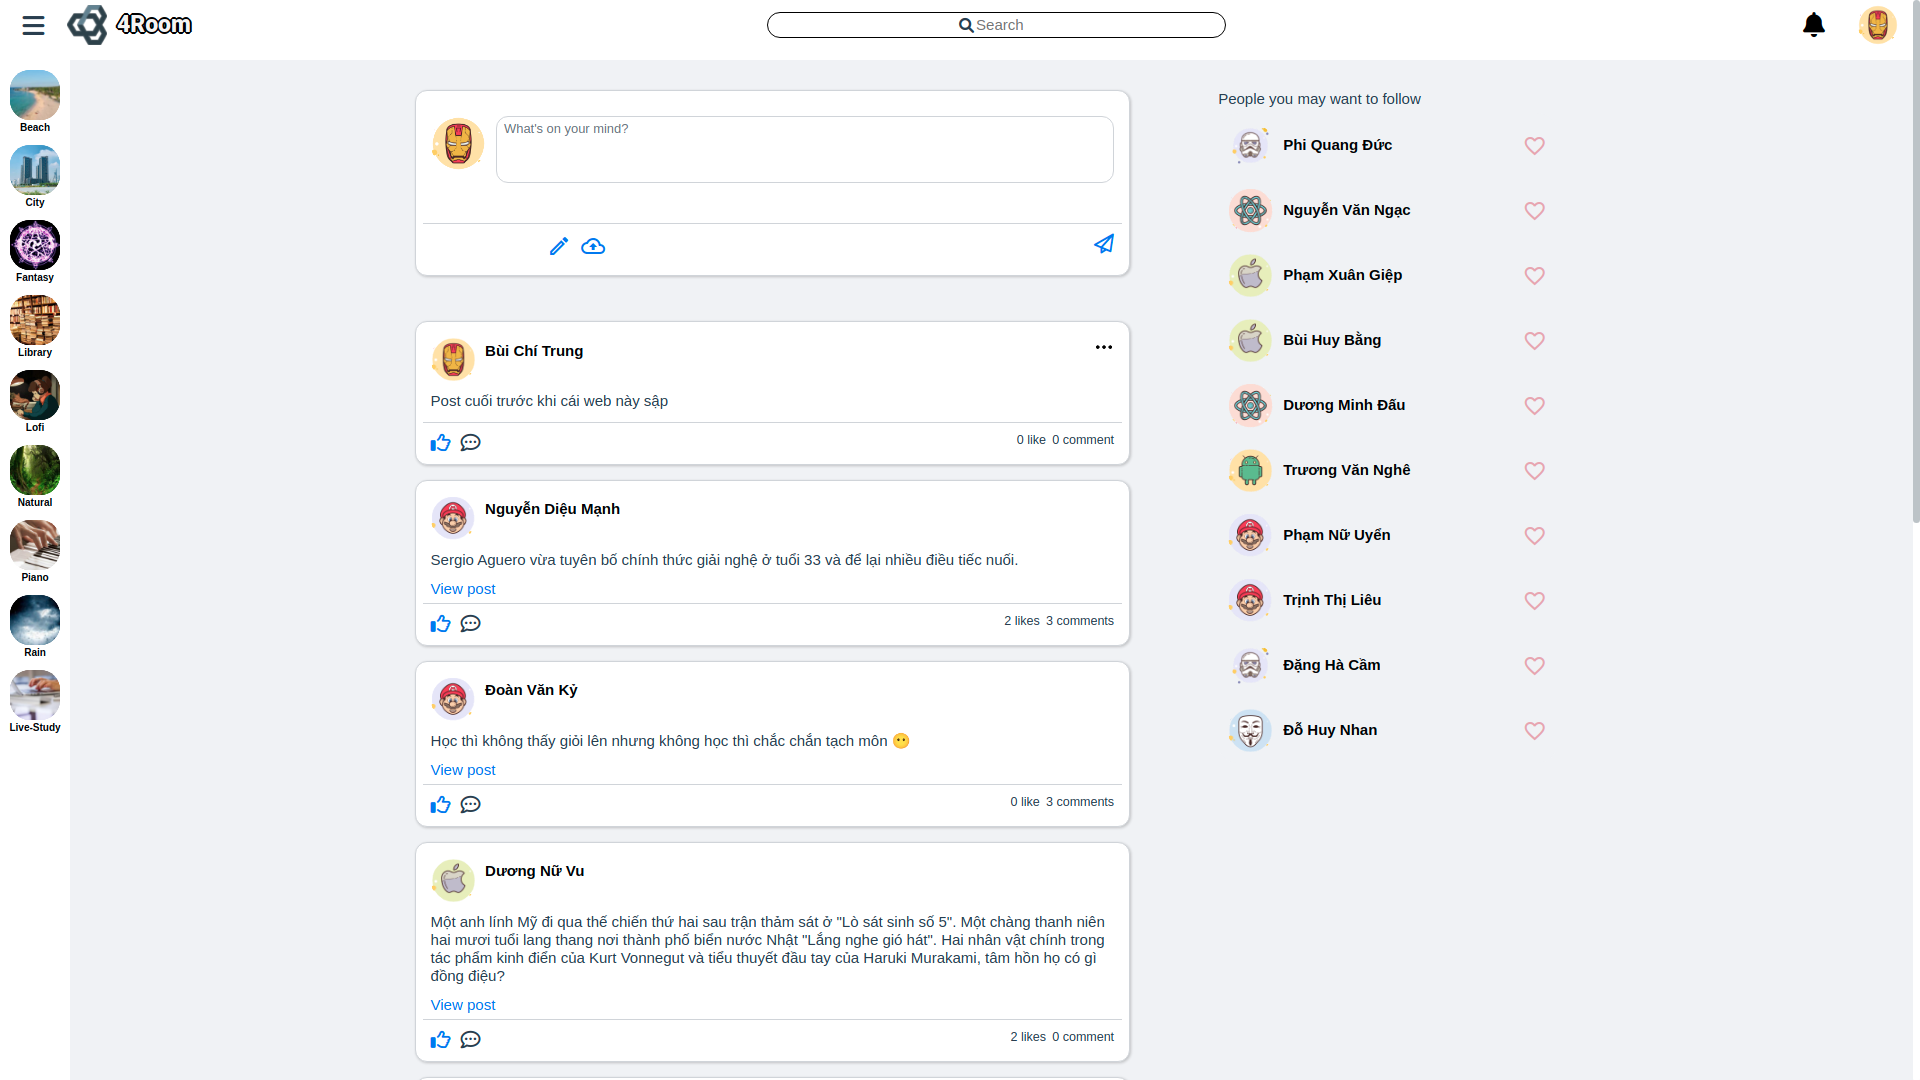 4Room
Search
Beach
City
Fantasy
Library
Lofi
Natural
Piano
Rain
Live-Study
What's on your mind?
Bùi Chí Trung
Post cuối trước khi cái web này sập
0 like 0 comment
Nguyễn Diệu Mạnh
Sergio Aguero vừa tuyên bố chính thức giải nghệ ở tuổi 33 và để lại nhiều điều tiếc nuối.
View post
2 likes 3 comments
Đoàn Văn Kỷ
Học thì không thấy giỏi lên nhưng không học thì chắc chắn tạch môn 😶
View post
0 like 3 comments
Dương Nữ Vu
Một anh lính Mỹ đi qua thế chiến thứ hai sau trận thảm sát ở "Lò sát sinh số 5". Một chàng thanh niên
hai mươi tuổi lang thang nơi thành phố biển nước Nhật "Lắng nghe gió hát". Hai nhân vật chính trong
tác phẩm kinh điển của Kurt Vonnegut và tiểu thuyết đầu tay của Haruki Murakami, tâm hồn họ có gì
đồng điệu?
View post
2 likes 0 comment
People you may want to follow
Phi Quang Đức
Nguyễn Văn Ngạc
Phạm Xuân Giệp
Bùi Huy Bằng
Dương Minh Đấu
Trương Văn Nghê
Phạm Nữ Uyển
Trịnh Thị Liêu
Đặng Hà Cầm
Đỗ Huy Nhan